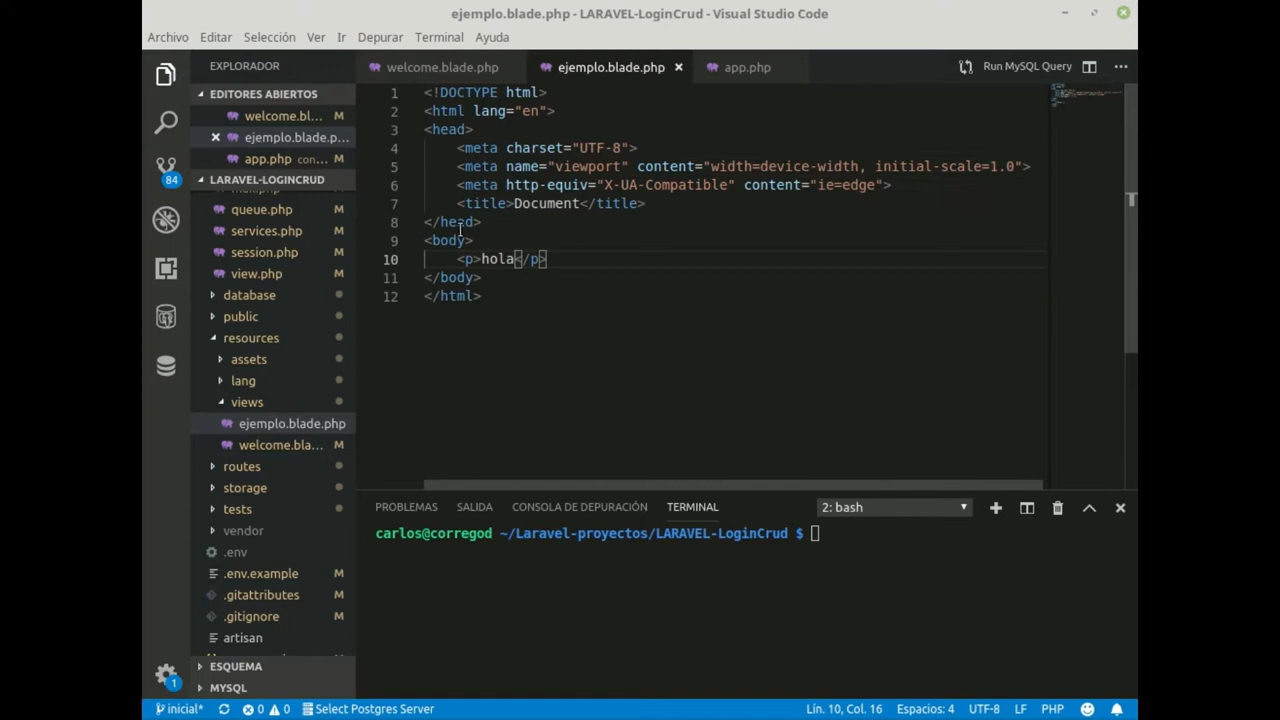 ejemplo.blade.php - LARAVEL-LoginCrud - Visual Studio Code
Archivo Editar Selección Ver Ir Depurar Terminal Ayuda
EXPLORADOR
EDITORES ABIERTOS
welcome.bl... M
ejemplo.blade.p...
app.php con... M
LARAVEL-LOGINCRUD
84
queue.php M
services.php M
session.php M
view.php M
database
public
resources
assets
lang
views
ejemplo.blade.php
welcome.bla... M
routes
storage
tests
vendor
.env
.env.example M
.gitattributes M
.gitignore M
artisan
ESQUEMA
MYSQL
1
welcome.blade.php ejemplo.blade.php app.php Run MySQL Query
1 <!DOCTYPE html>
2 <html lang="en">
3 <head>
4 <meta charset="UTF-8">
5 <meta name="viewport" content="width=device-width, initial-scale=1.0">
6 <meta http-equiv="X-UA-Compatible" content="ie=edge">
7 <title>Document</title>
8 </head>
9 <body>
10 <p>hola</p>
11 </body>
12 </html>
PROBLEMAS SALIDA CONSOLA DE DEPURACIÓN TERMINAL 2: bash
carlos@corregod ~/Laravel-proyectos/LARAVEL-LoginCrud $
inicial* 0 0 Select Postgres Server Lín. 10, Col. 16 Espacios: 4 UTF-8 LF PHP